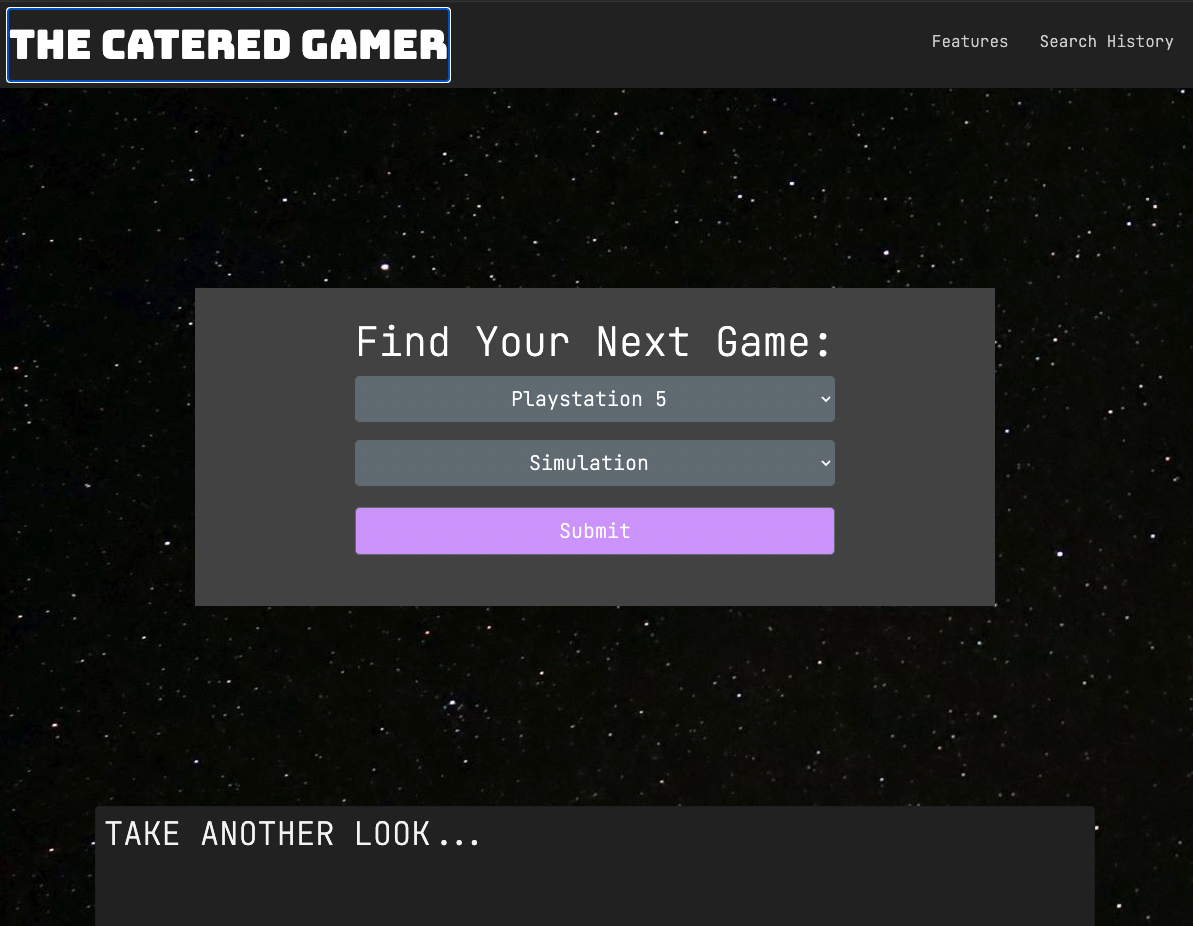 THE CATERED GAMER
Features
Search History
Find Your Next Game:
Playstation 5
Simulation
Submit
TAKE ANOTHER LOOK...